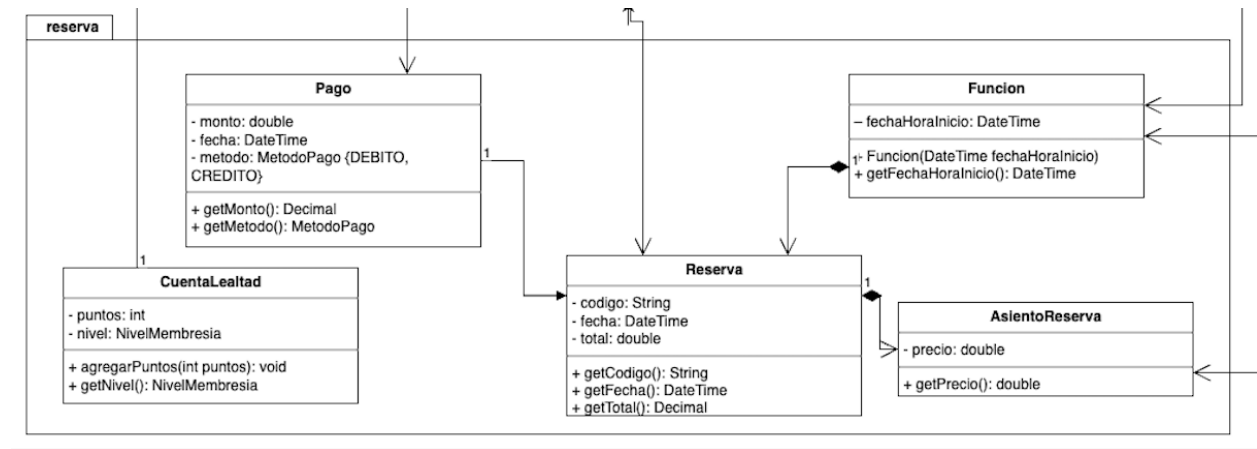 reserva
Pago
- monto: double
- fecha: DateTime
- metodo: MetodoPago {DEBITO,
CREDITO}
+ getMonto(): Decimal
+ getMetodo(): MetodoPago
1
Funcion
– fechaHoraInicio: DateTime
1
+ Funcion(DateTime fechaHoraInicio)
+ getFechaHoraInicio(): DateTime
1
CuentaLealtad
- puntos: int
- nivel: NivelMembresia
+ agregarPuntos(int puntos): void
+ getNivel(): NivelMembresia
Reserva
- codigo: String
- fecha: DateTime
- total: double
+ getCodigo(): String
+ getFecha(): DateTime
+ getTotal(): Decimal
1
AsientoReserva
- precio: double
+ getPrecio(): double